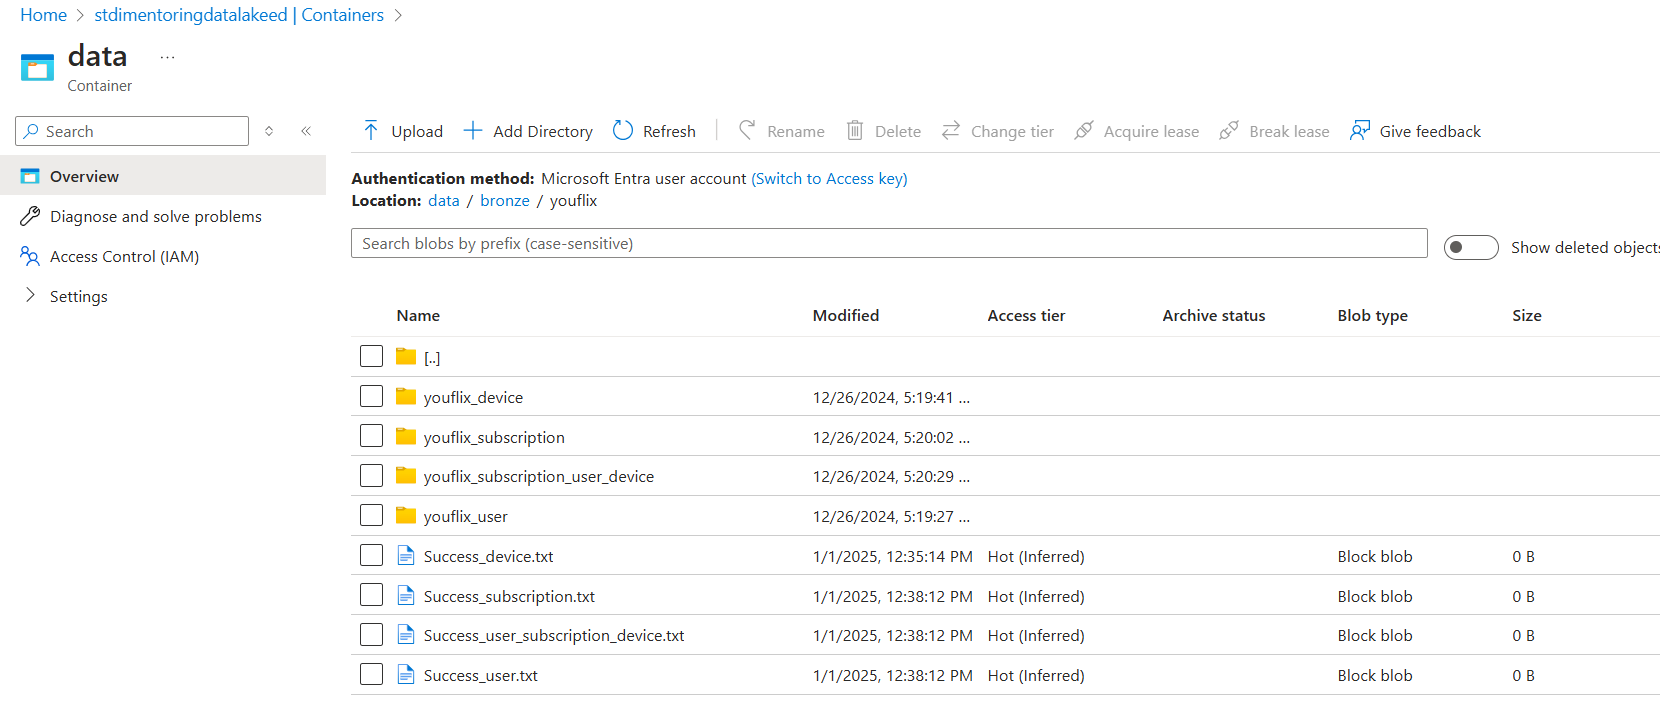 Home > stdimentoringdatalakeed | Containers >
data ...
Container
Search
Upload Add Directory Refresh Rename Delete Change tier Acquire lease Break lease Give feedback
Overview
Diagnose and solve problems
Access Control (IAM)
Settings
Authentication method: Microsoft Entra user account (Switch to Access key)
Location: data / bronze / youflix
Search blobs by prefix (case-sensitive)
Show deleted objects
Name Modified Access tier Archive status Blob type Size
[..]
youflix_device 12/26/2024, 5:19:41 ...
youflix_subscription 12/26/2024, 5:20:02 ...
youflix_subscription_user_device 12/26/2024, 5:20:29 ...
youflix_user 12/26/2024, 5:19:27 ...
Success_device.txt 1/1/2025, 12:35:14 PM Hot (Inferred) Block blob 0 B
Success_subscription.txt 1/1/2025, 12:38:12 PM Hot (Inferred) Block blob 0 B
Success_user_subscription_device.txt 1/1/2025, 12:38:12 PM Hot (Inferred) Block blob 0 B
Success_user.txt 1/1/2025, 12:38:12 PM Hot (Inferred) Block blob 0 B